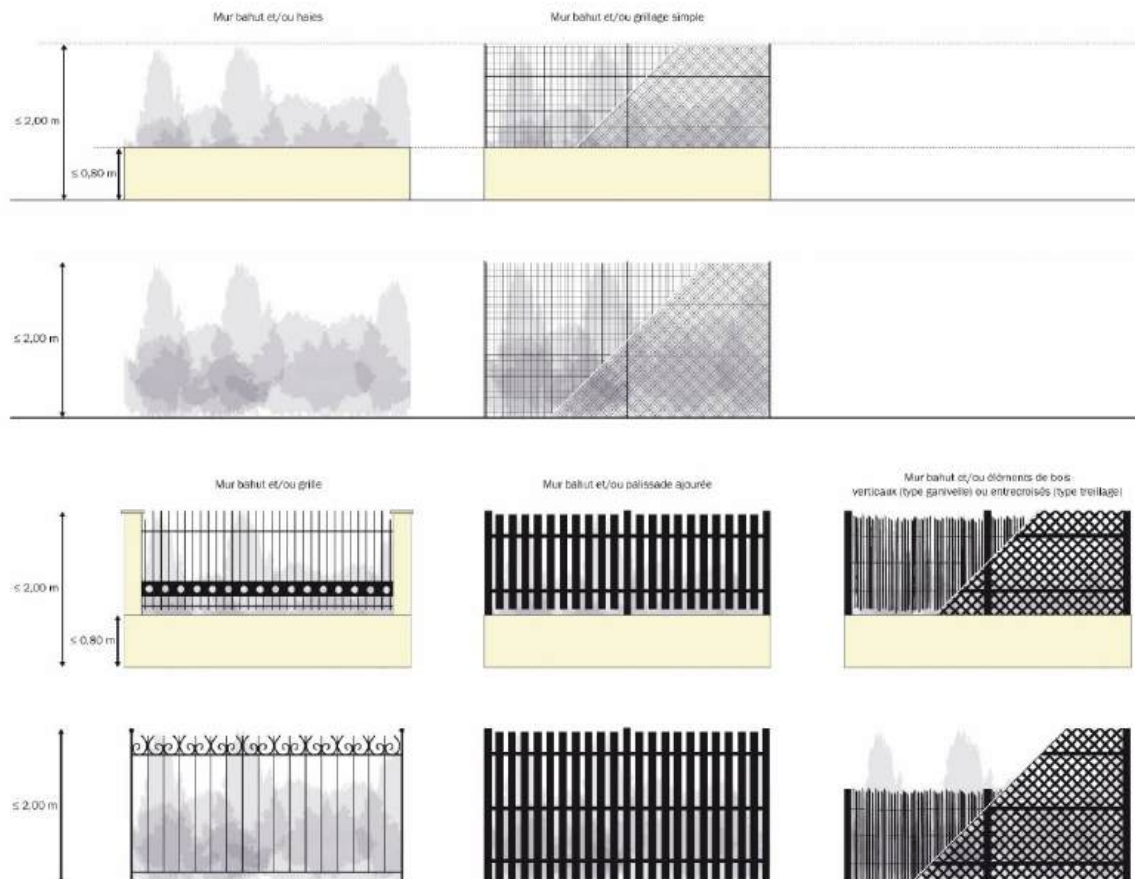 Mur bahut et/ou haies
Mur bahut et/ou grillage simple
≤ 2,00 m
≤ 0,80 m
≤ 2,00 m
Mur bahut et/ou grille
Mur bahut et/ou palissade ajourée
Mur bahut et/ou éléments de bois
verticaux (type ganivelle) ou entrecroisés (type treillage)
≤ 2,00 m
≤ 0,80 m
≤ 2,00 m